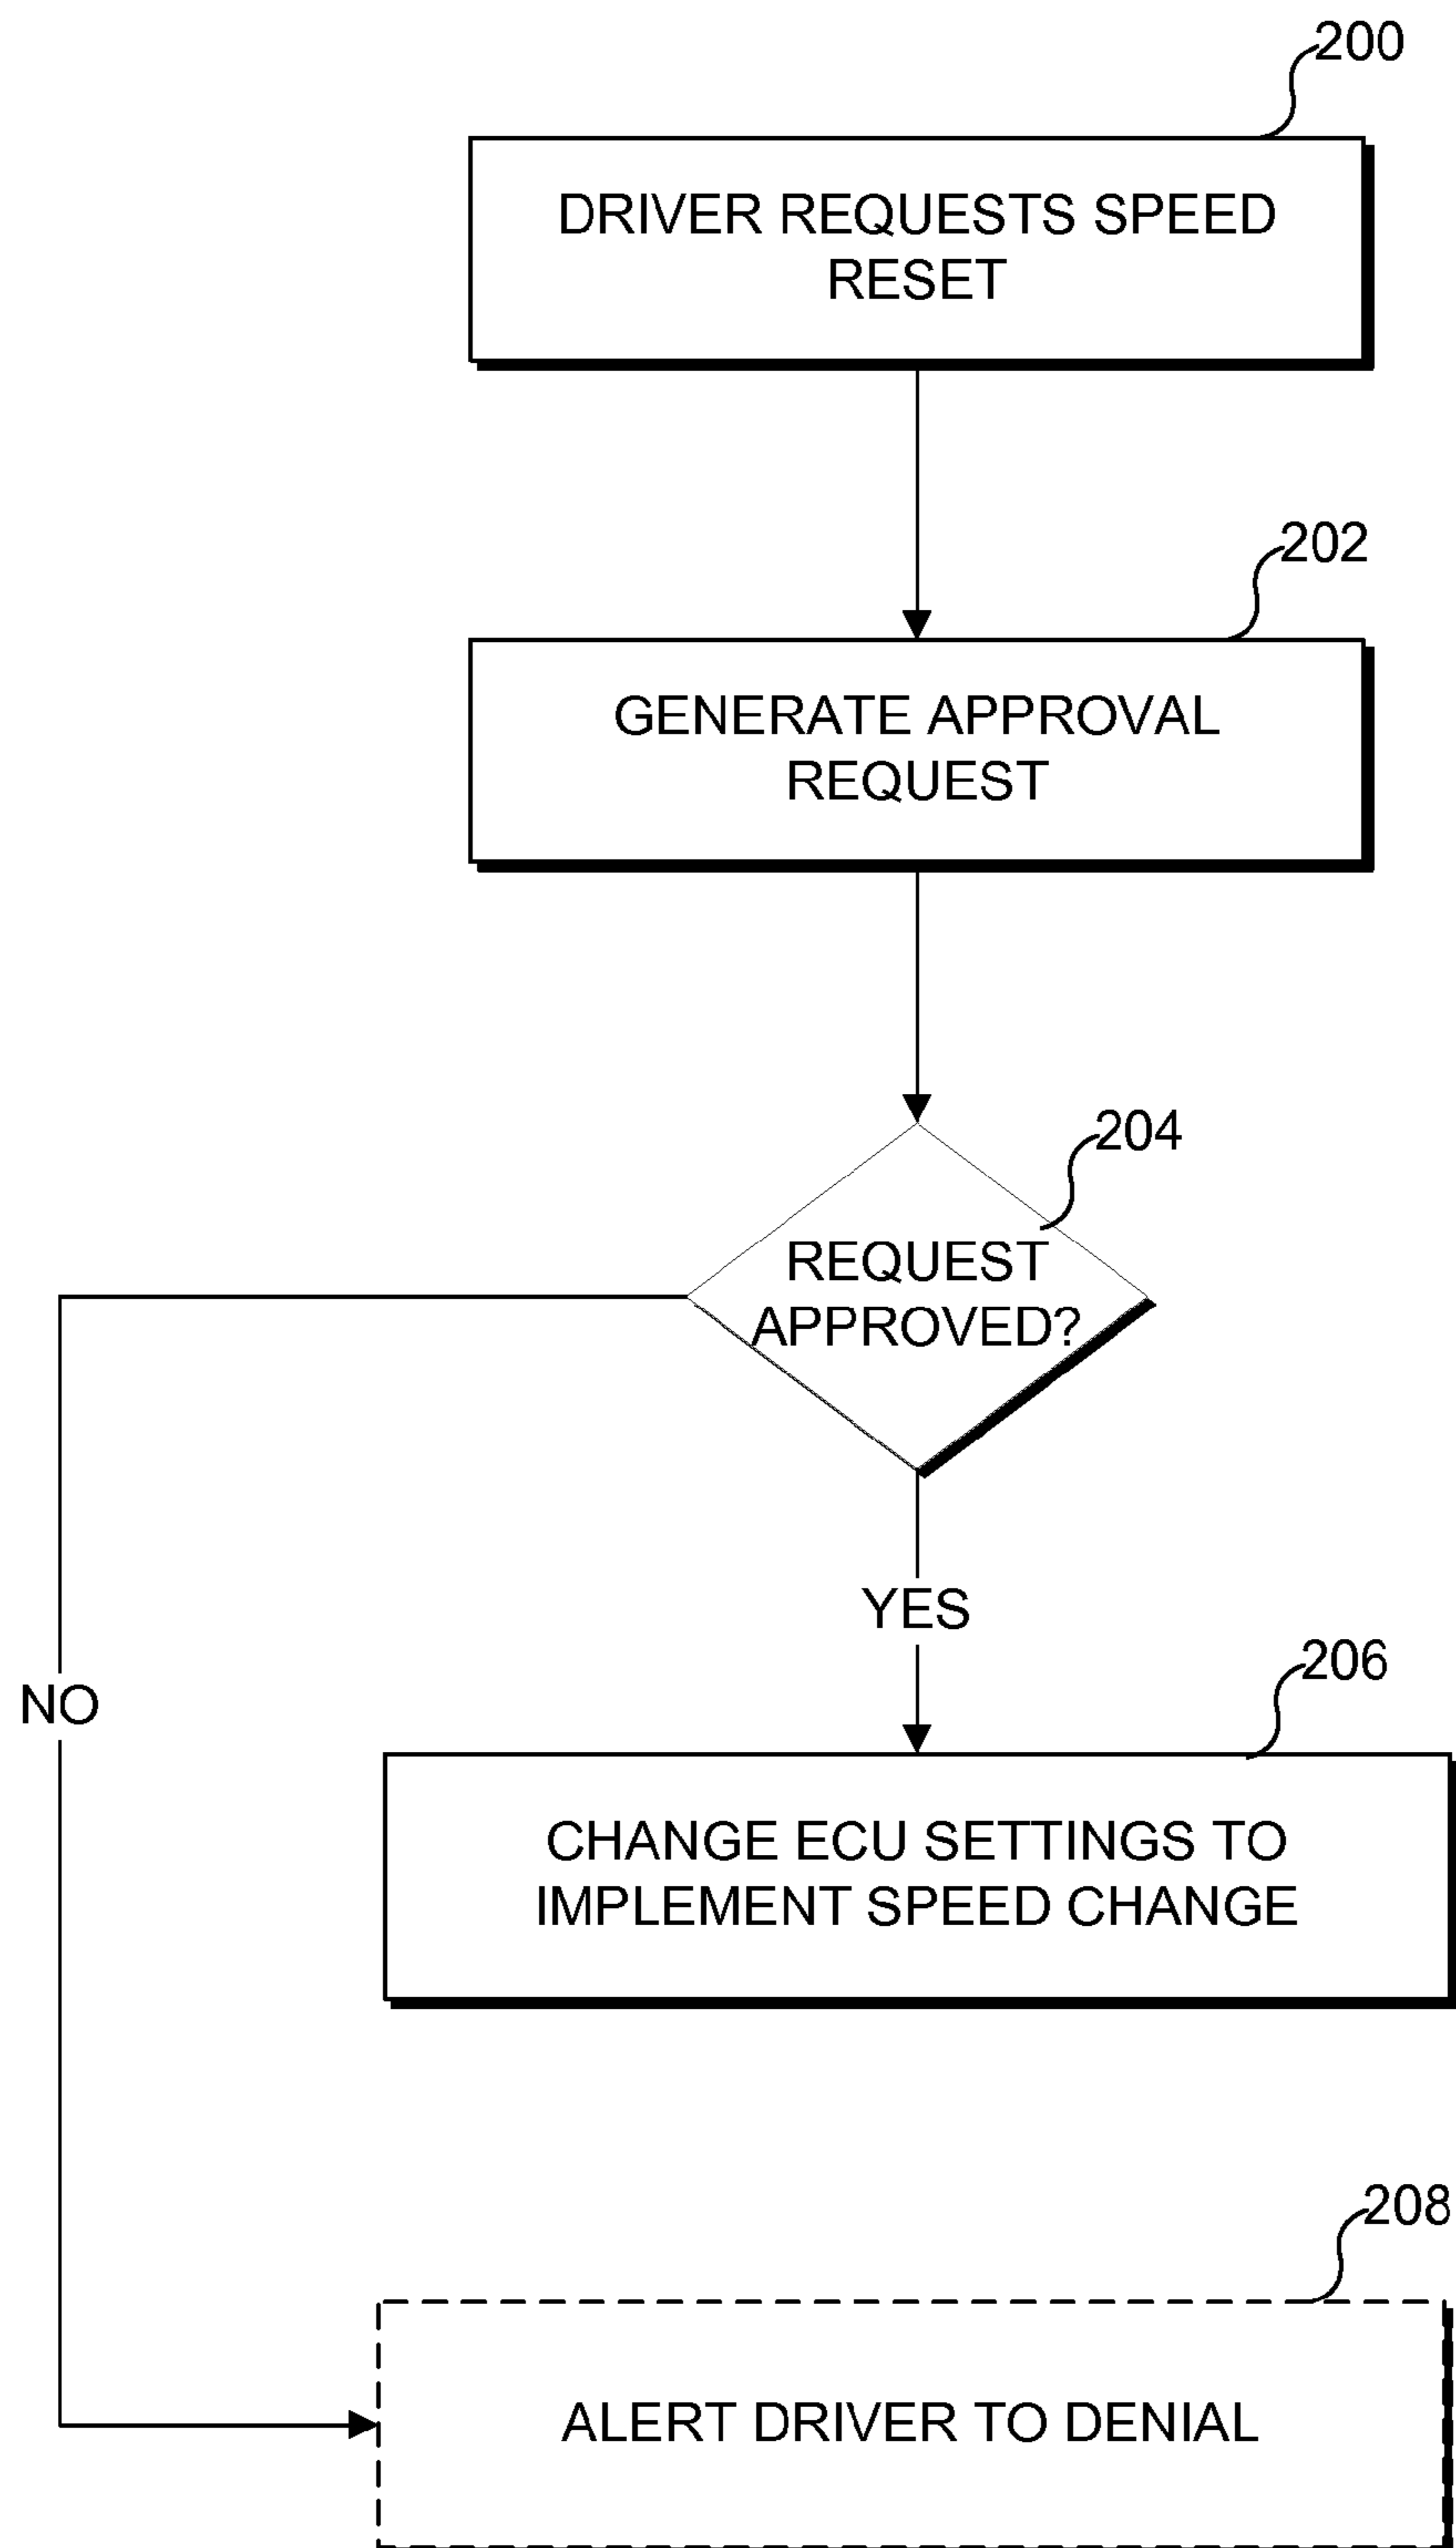 200
DRIVER REQUESTS SPEED
RESET
202
GENERATE APPROVAL
REQUEST
204
REQUEST
APPROVED?
YES
206
NO
CHANGE ECU SETTINGS TO
IMPLEMENT SPEED CHANGE
208
ALERT DRIVER TO DENIAL